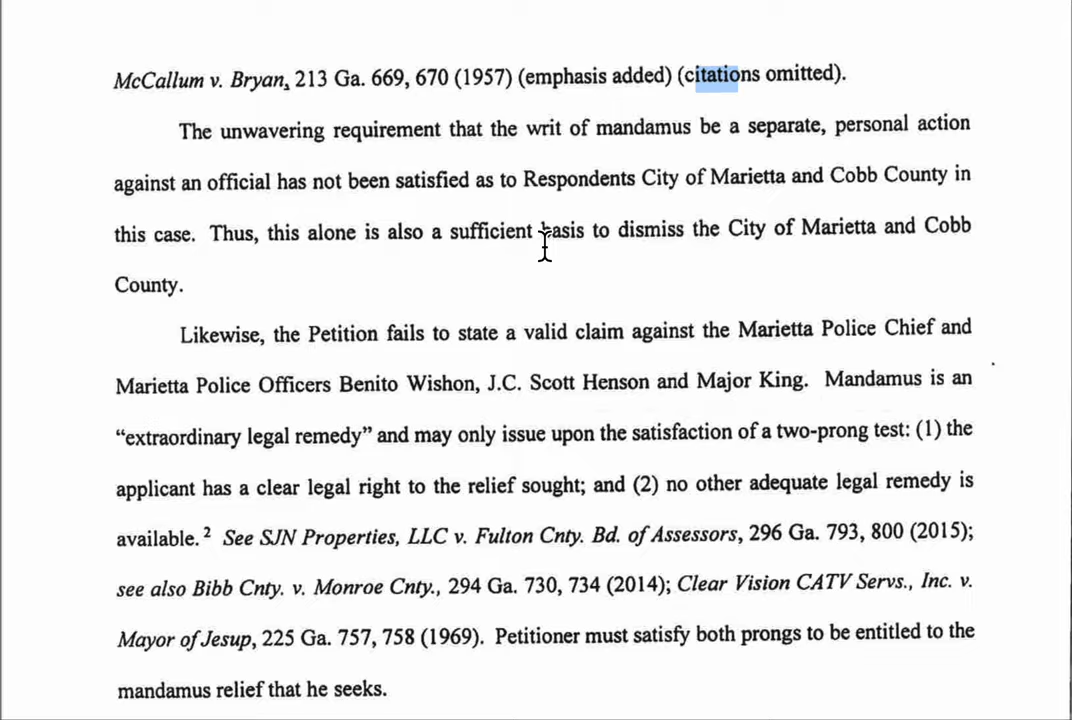 McCallum v. Bryan, 213 Ga. 669, 670 (1957) (emphasis added) (citations omitted).
The unwavering requirement that the writ of mandamus be a separate, personal action
against an official has not been satisfied as to Respondents City of Marietta and Cobb County in
this case. Thus, this alone is also a sufficient basis to dismiss the City of Marietta and Cobb
County.
Likewise, the Petition fails to state a valid claim against the Marietta Police Chief and
Marietta Police Officers Benito Wishon, J.C. Scott Henson and Major King. Mandamus is an
“extraordinary legal remedy” and may only issue upon the satisfaction of a two-prong test: (1) the
applicant has a clear legal right to the relief sought; and (2) no other adequate legal remedy is
available. 2 See SJN Properties, LLC v. Fulton Cnty. Bd. of Assessors, 296 Ga. 793, 800 (2015);
see also Bibb Cnty. v. Monroe Cnty., 294 Ga. 730, 734 (2014); Clear Vision CATV Servs., Inc. v.
Mayor of Jesup, 225 Ga. 757, 758 (1969). Petitioner must satisfy both prongs to be entitled to the
mandamus relief that he seeks.